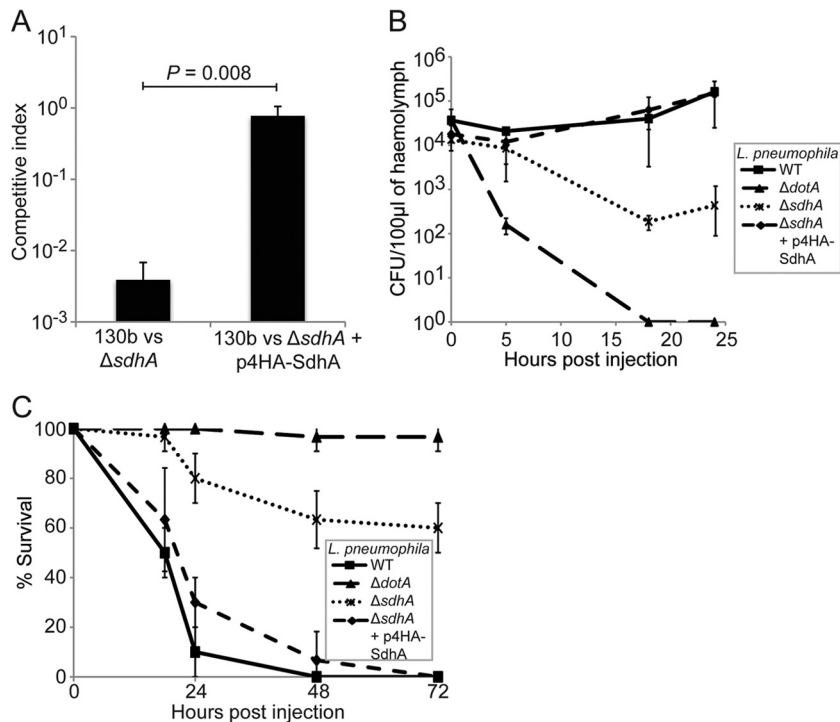 A
Competitive index
10¹
10⁰
10⁻¹
10⁻²
10⁻³
P = 0.008
130b vs
ΔsdhA
130b vs ΔsdhA +
p4HA-SdhA
B
CFU/100µl of haemolymph
10⁶
10⁵
10⁴
10³
10²
10¹
10⁰
0 5 10 15 20 25
Hours post injection
L. pneumophila
WT
ΔdotA
ΔsdhA
ΔsdhA
+ p4HA-
SdhA
C
% Survival
100
80
60
40
20
0
0 24 48 72
Hours post injection
L. pneumophila
WT
ΔdotA
ΔsdhA
ΔsdhA
+ p4HA-
SdhA